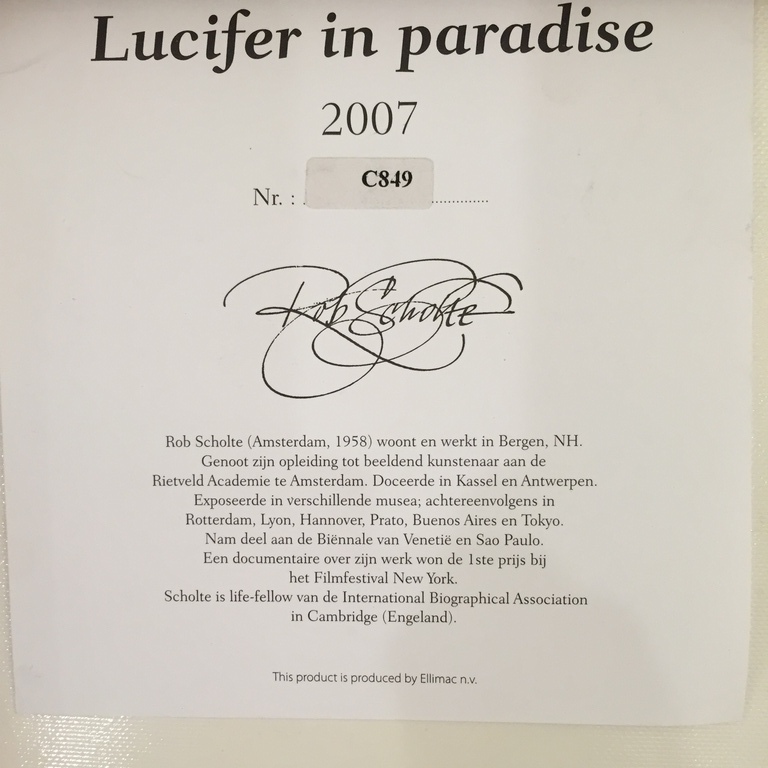 Lucifer in paradise
2007
Nr. : . C849 ...............
Rob Scholte
Rob Scholte (Amsterdam, 1958) woont en werkt in Bergen, NH.
Genoot zijn opleiding tot beeldend kunstenaar aan de
Rietveld Academie te Amsterdam. Doceerde in Kassel en Antwerpen.
Exposeerde in verschillende musea; achtereenvolgens in
Rotterdam, Lyon, Hannover, Prato, Buenos Aires en Tokyo.
Nam deel aan de Biënnale van Venetië en Sao Paulo.
Een documentaire over zijn werk won de 1ste prijs bij
het Filmfestival New York.
Scholte is life-fellow van de International Biographical Association
in Cambridge (Engeland).
This product is produced by Ellimac n.v.